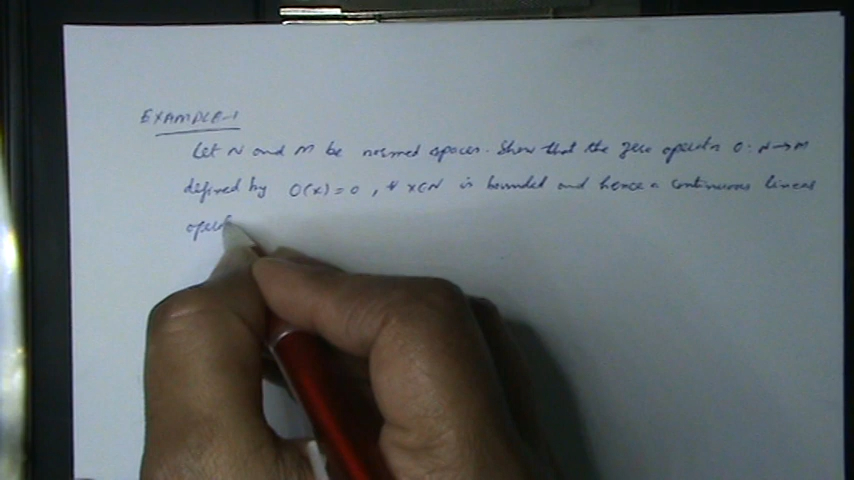 EXAMPLE-1
Let N and M be normed spaces. Show that the zero operator O: N→M
defined by O(x) = 0, ∀ x∈N is bounded and hence a continuous linear